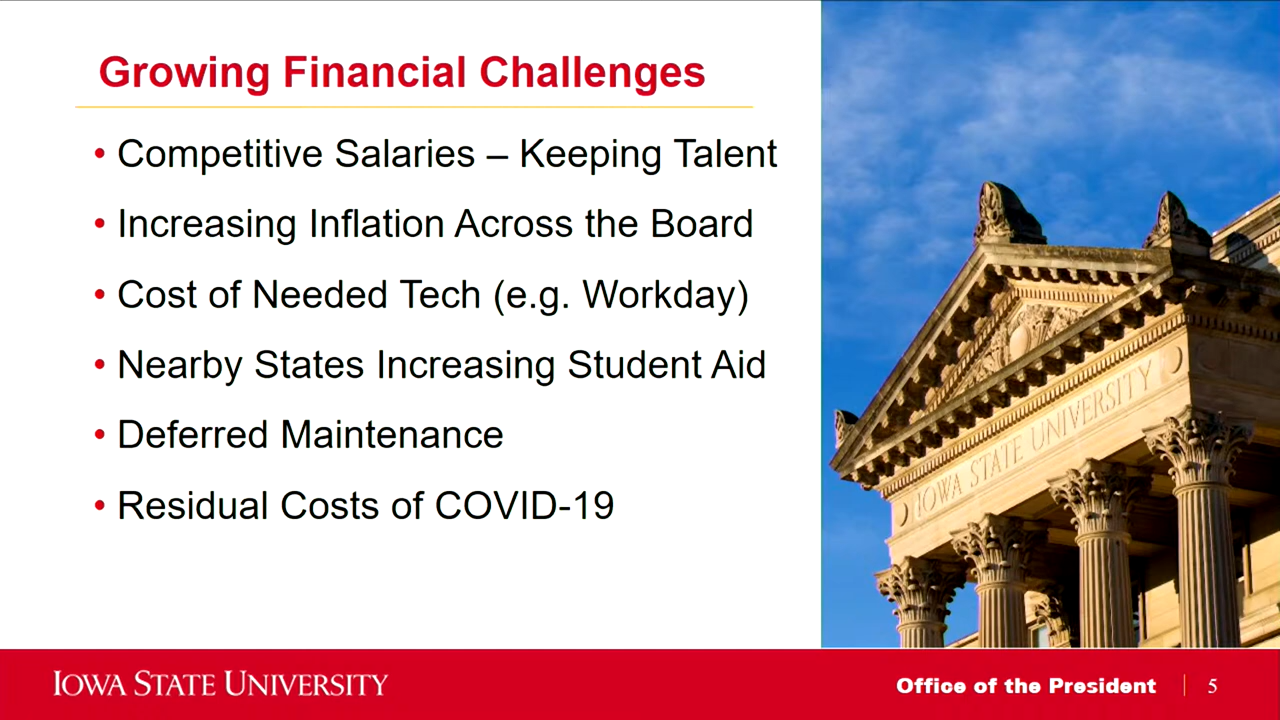 Growing Financial Challenges
• Competitive Salaries – Keeping Talent
• Increasing Inflation Across the Board
• Cost of Needed Tech (e.g. Workday)
• Nearby States Increasing Student Aid
• Deferred Maintenance
• Residual Costs of COVID-19
IOWA STATE UNIVERSITY
IOWA STATE UNIVERSITY
Office of the President | 5